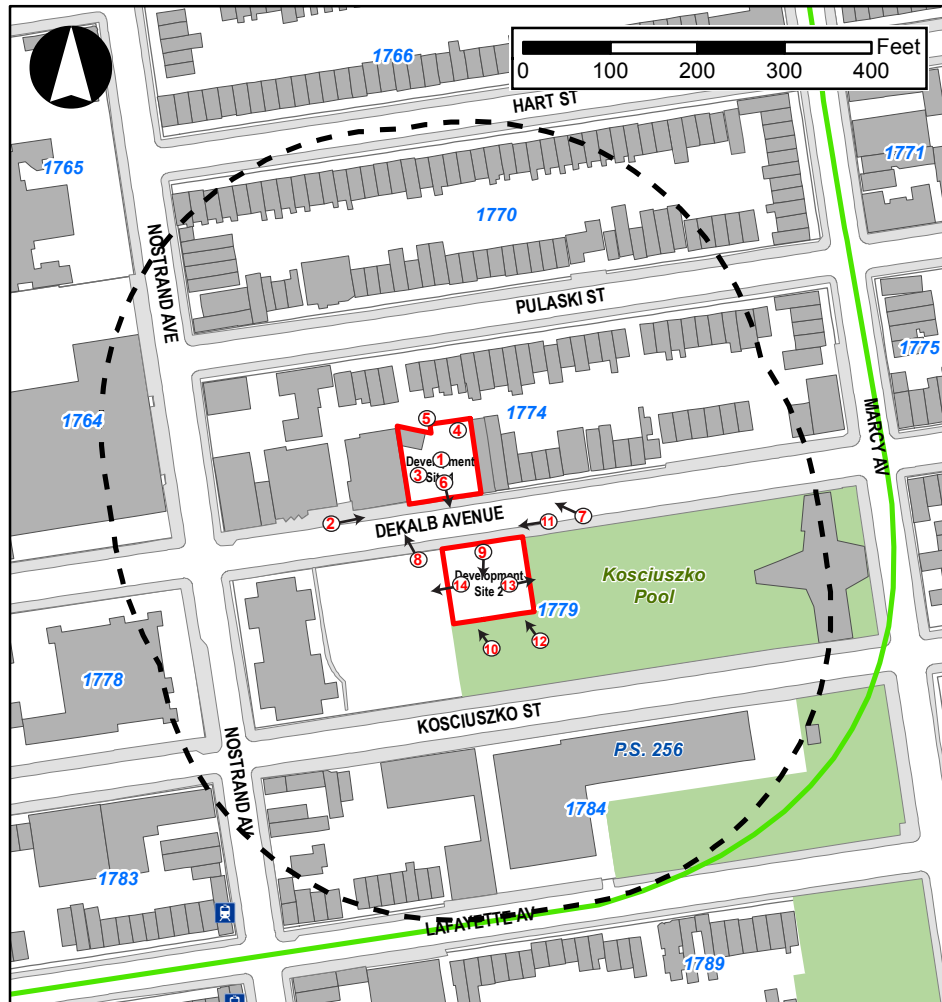 1766
Feet
0 100 200 300 400
HART ST
1765
1771
1770
NOSTRAND AVE
PULASKI ST
1775
1764
1774
MARCY AV
5
4
1
Development
Site 1
3
6
2
DEKALB AVENUE
11
7
8
9
Development
Site 2
14
13
1779
Kosciuszko
Pool
10
12
1778
KOSCIUSZKO ST
NOSTRAND AV
P.S. 256
1784
1783
LAFAYETTE AV
1789